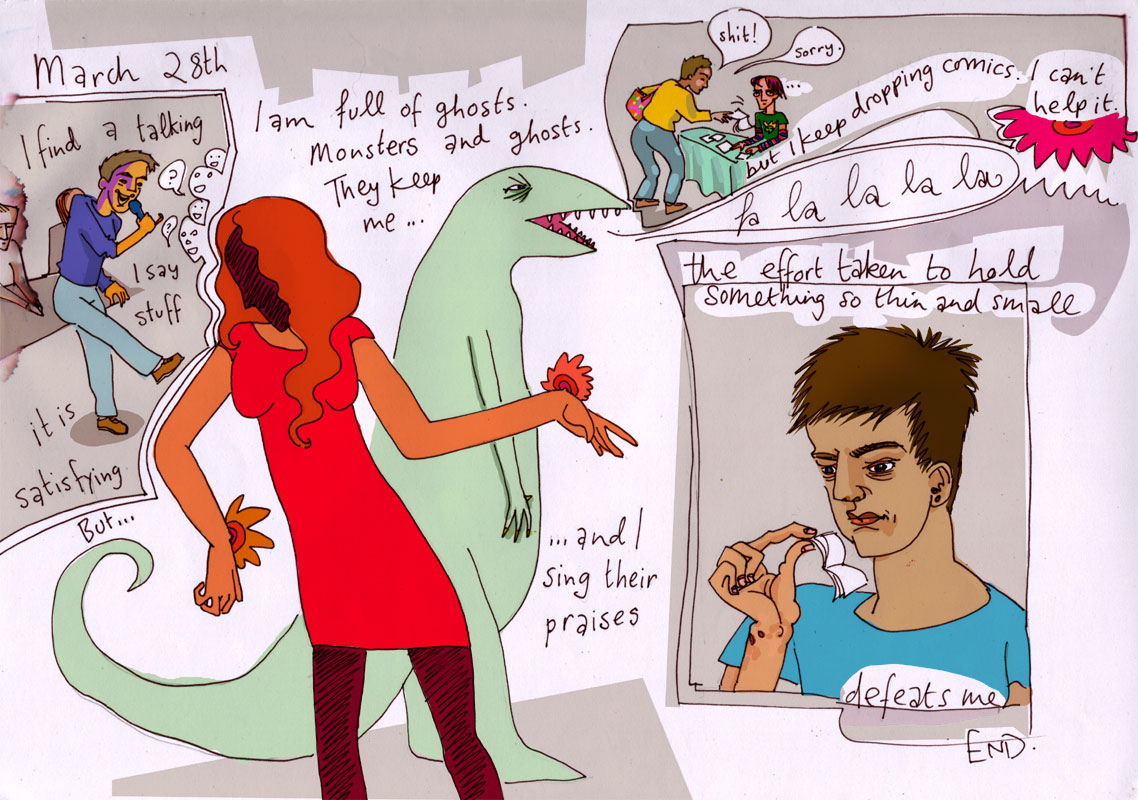 March 28th
I find a talking
?
?
I say
stuff
it is
satisfying
But...
I am full of ghosts.
Monsters and ghosts.
They keep
me ...
... and I
sing their
praises
shit!
sorry.
...
but I keep dropping comics.
I can't
help it.
la la la la
the effort taken to hold
something so thin and small
defeats me
END.